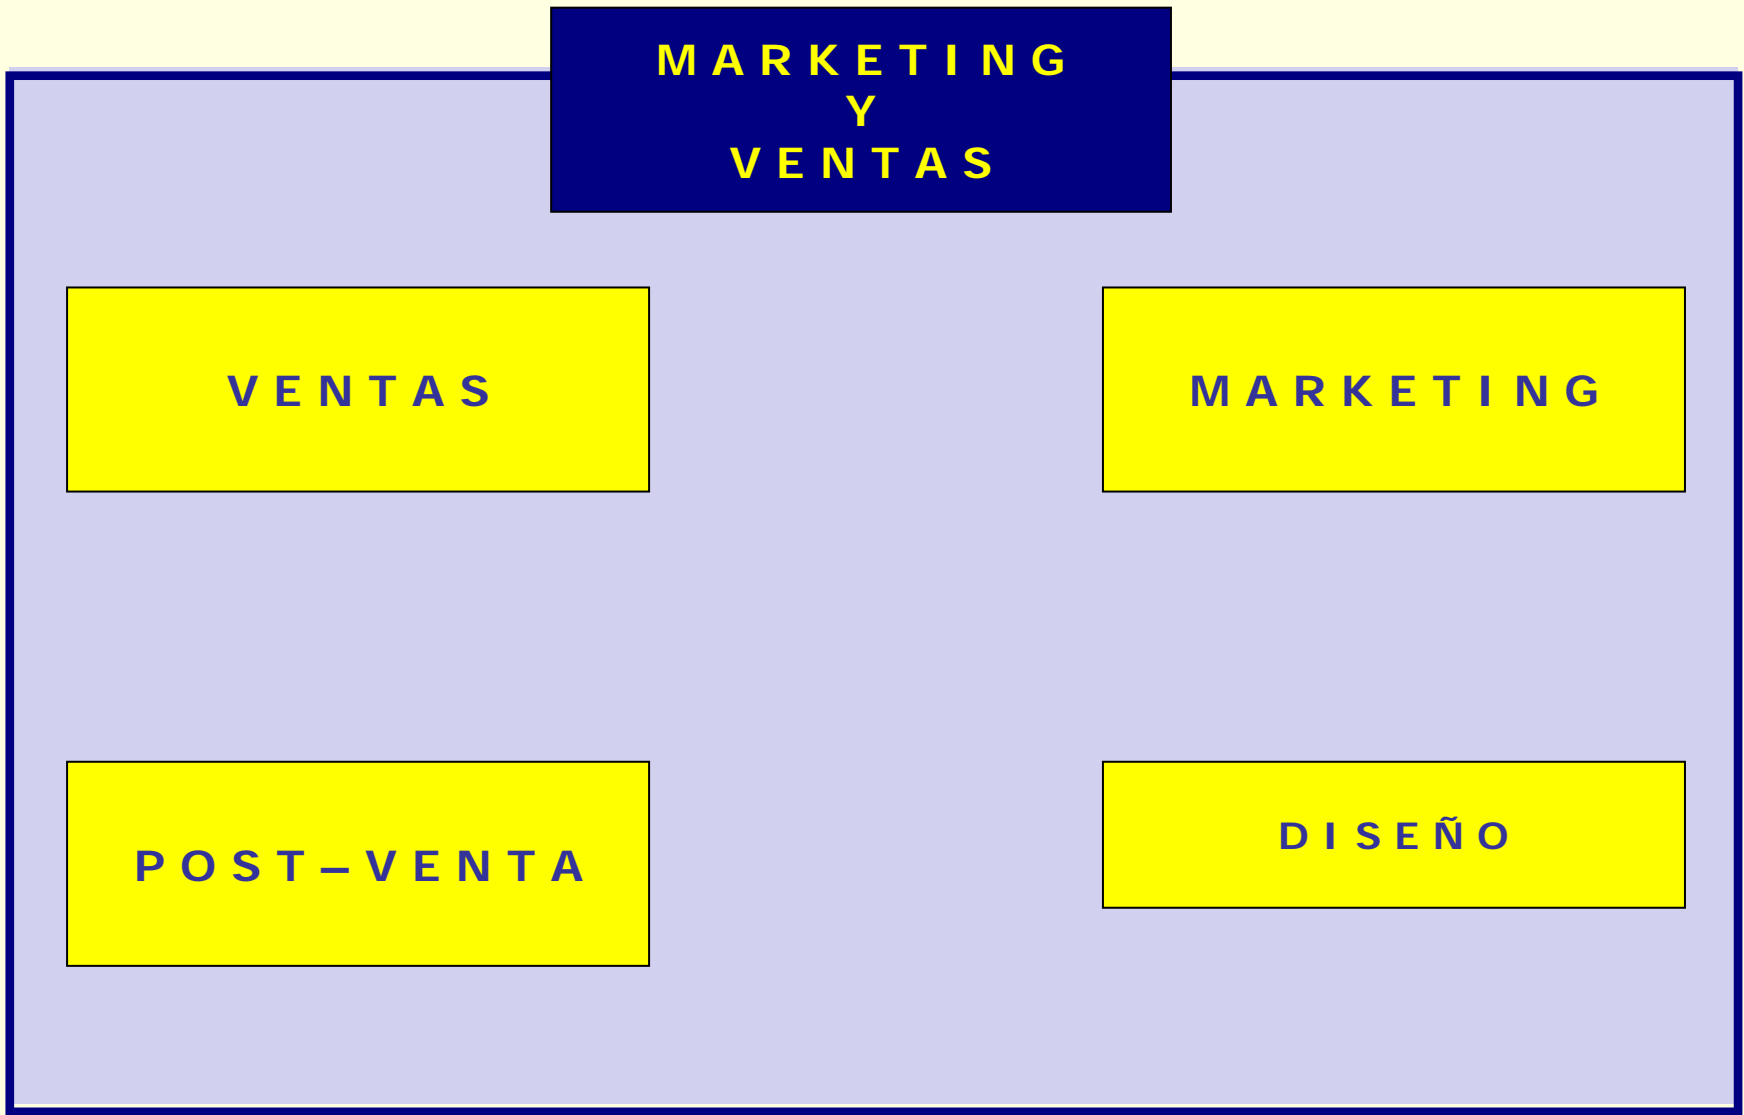 MARKETING
Y
VENTAS
VENTAS
MARKETING
POST–VENTA
DISEÑO